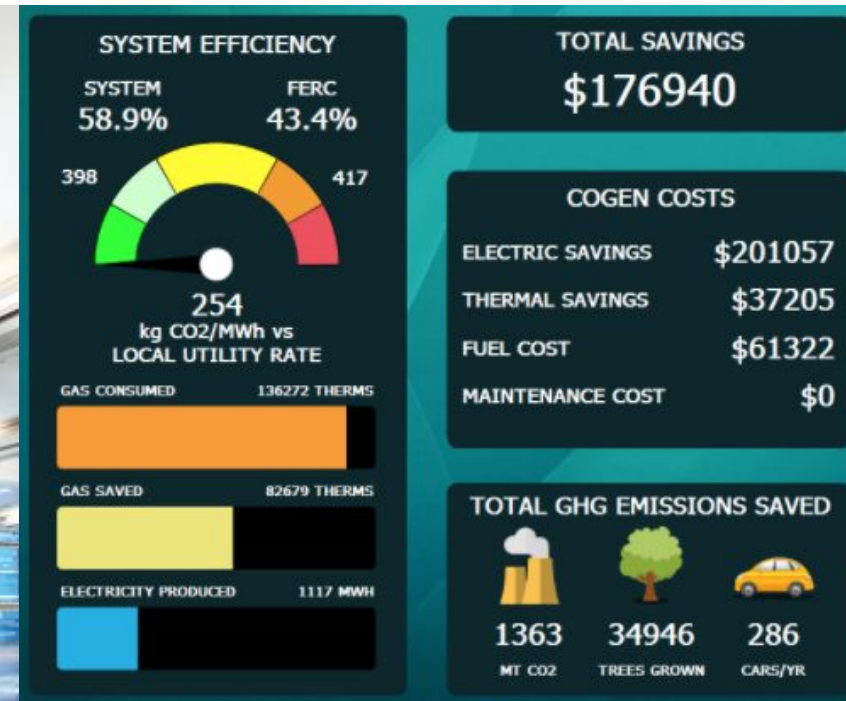 SYSTEM EFFICIENCY
SYSTEM FERC
58.9% 43.4%
398 417
254
kg CO2/MWh vs
LOCAL UTILITY RATE
GAS CONSUMED 136272 THERMS
GAS SAVED 82679 THERMS
ELECTRICITY PRODUCED 1117 MWH
TOTAL SAVINGS
$176940
COGEN COSTS
ELECTRIC SAVINGS $201057
THERMAL SAVINGS $37205
FUEL COST $61322
MAINTENANCE COST $0
TOTAL GHG EMISSIONS SAVED
1363 34946 286
MT CO2 TREES GROWN CARS/YR